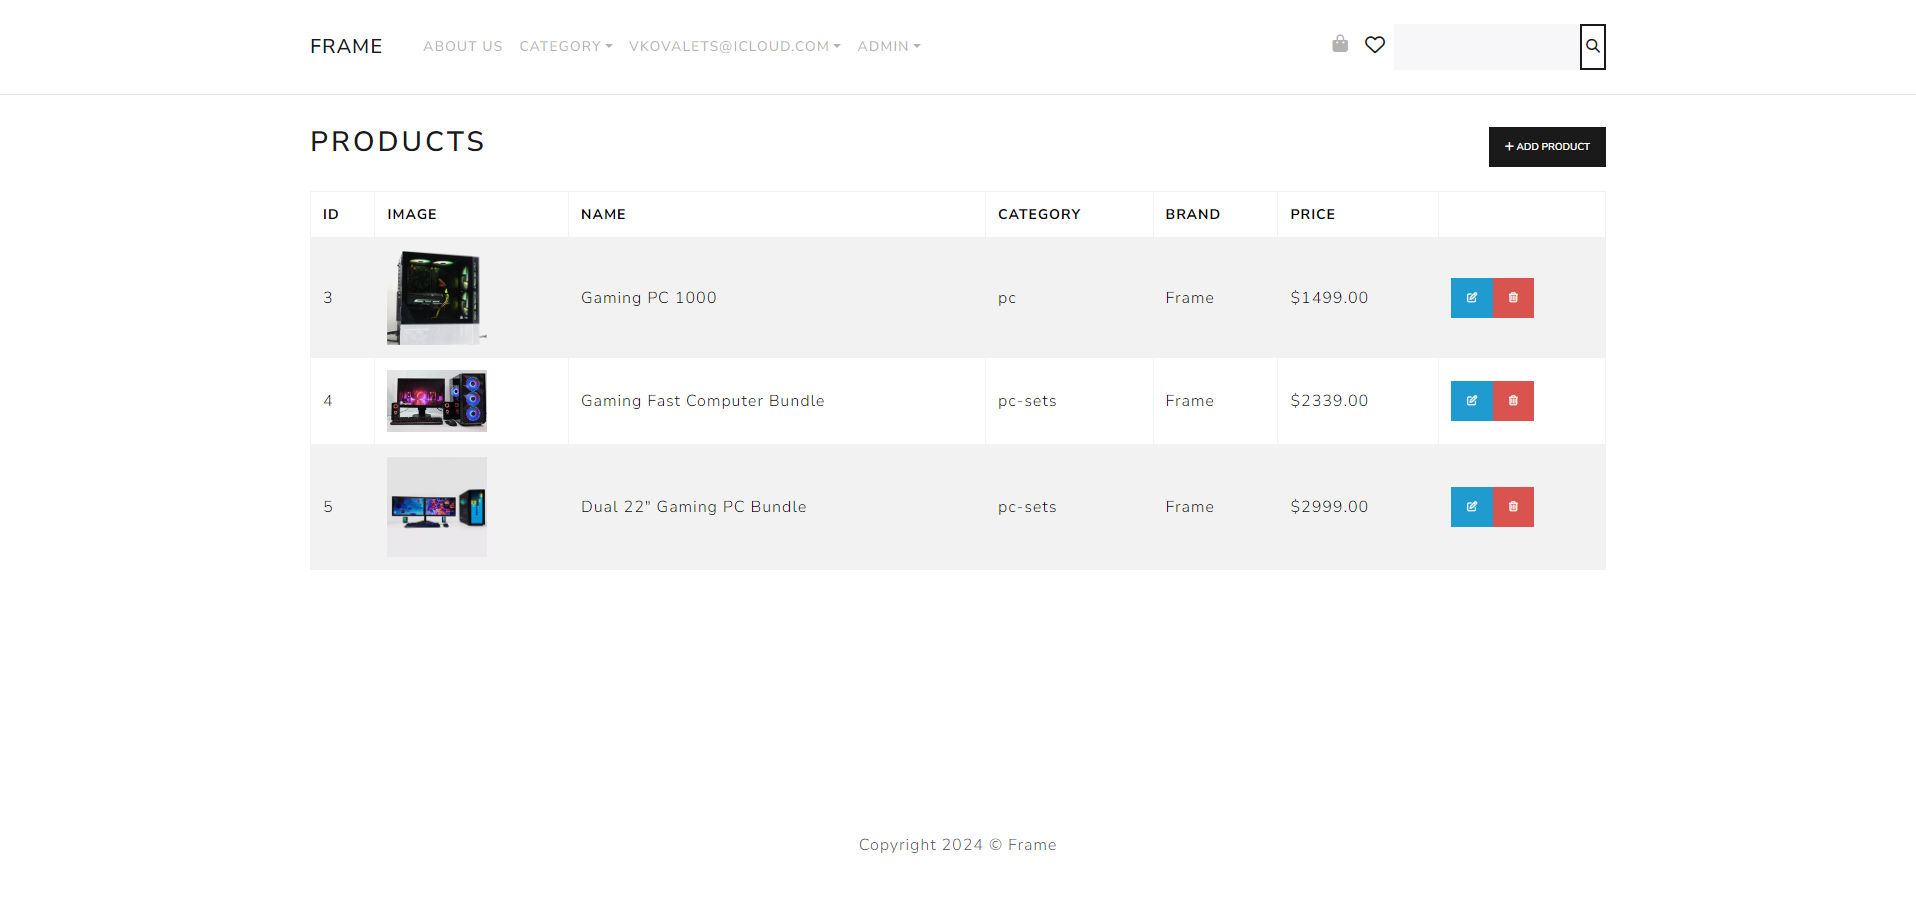 FRAME ABOUT US CATEGORY VKOVALETS@ICLOUD.COM ADMIN
PRODUCTS
+ ADD PRODUCT
ID IMAGE NAME CATEGORY BRAND PRICE
3 Gaming PC 1000 pc Frame $1499.00
4 Gaming Fast Computer Bundle pc-sets Frame $2339.00
5 Dual 22" Gaming PC Bundle pc-sets Frame $2999.00
Copyright 2024 © Frame